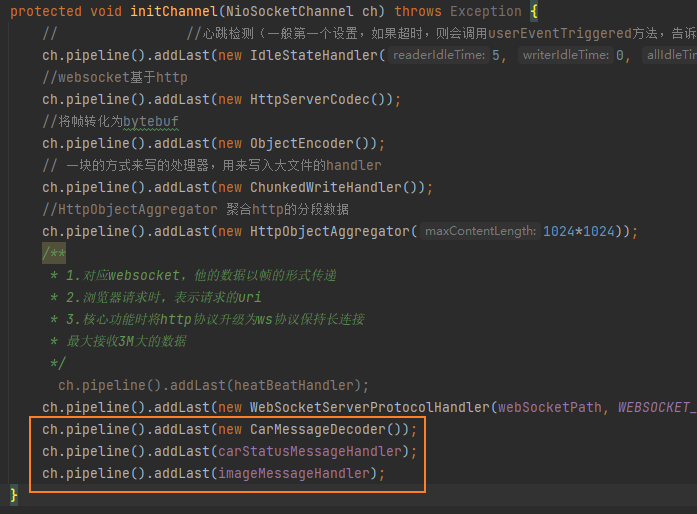 protected void initChannel(NioSocketChannel ch) throws Exception {
// //心跳检测（一般第一个设置，如果超时，则会调用userEventTriggered方法，告诉
ch.pipeline().addLast(new IdleStateHandler( readerIdleTime: 5, writerIdleTime: 0, allIdleTim
//websocket基于http
ch.pipeline().addLast(new HttpServerCodec());
//将帧转化为bytebuf
ch.pipeline().addLast(new ObjectEncoder());
// 一块的方式来写的处理器，用来写入大文件的handler
ch.pipeline().addLast(new ChunkedWriteHandler());
//HttpObjectAggregator 聚合http的分段数据
ch.pipeline().addLast(new HttpObjectAggregator( maxContentLength: 1024*1024));
/**
* 1.对应websocket，他的数据以帧的形式传递
* 2.浏览器请求时，表示请求的uri
* 3.核心功能时将http协议升级为ws协议保持长连接
* 最大接收3M大的数据
*/
ch.pipeline().addLast(heatBeatHandler);
ch.pipeline().addLast(new WebSocketServerProtocolHandler(webSocketPath, WEBSOCKET_
ch.pipeline().addLast(new CarMessageDecoder());
ch.pipeline().addLast(carStatusMessageHandler);
ch.pipeline().addLast(imageMessageHandler);
}